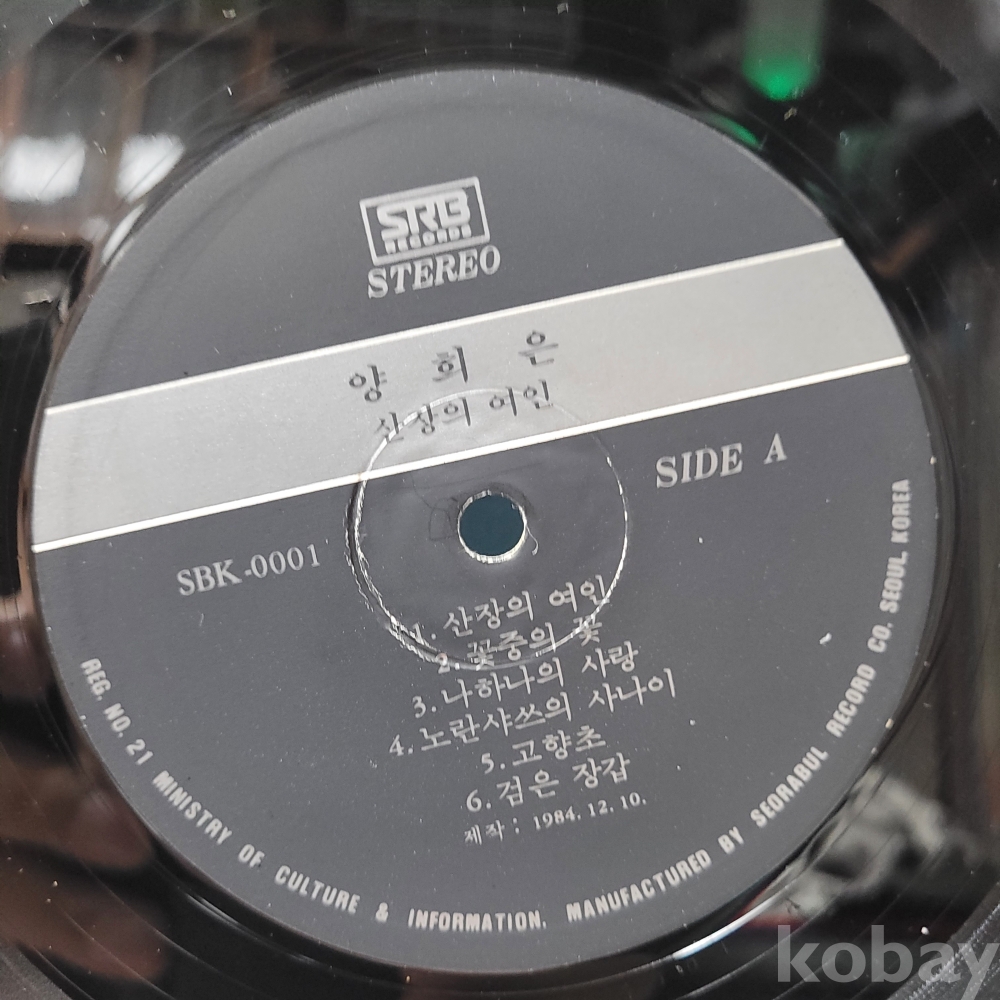 SRB
RECORDS
STEREO
양 희 은
산장의 여인
SIDE A
SBK-0001
1. 산장의 여인
2. 꽃중의 꽃
3. 나하나의 사랑
4. 노란샤쓰의 사나이
5. 고향초
6. 검은 장갑
제작 : 1984. 12. 10.
REG. NO. 21 MINISTRY OF CULTURE & INFORMATION. MANUFACTURED BY SEORABUL RECORD CO. SEOUL, KOREA
kobay